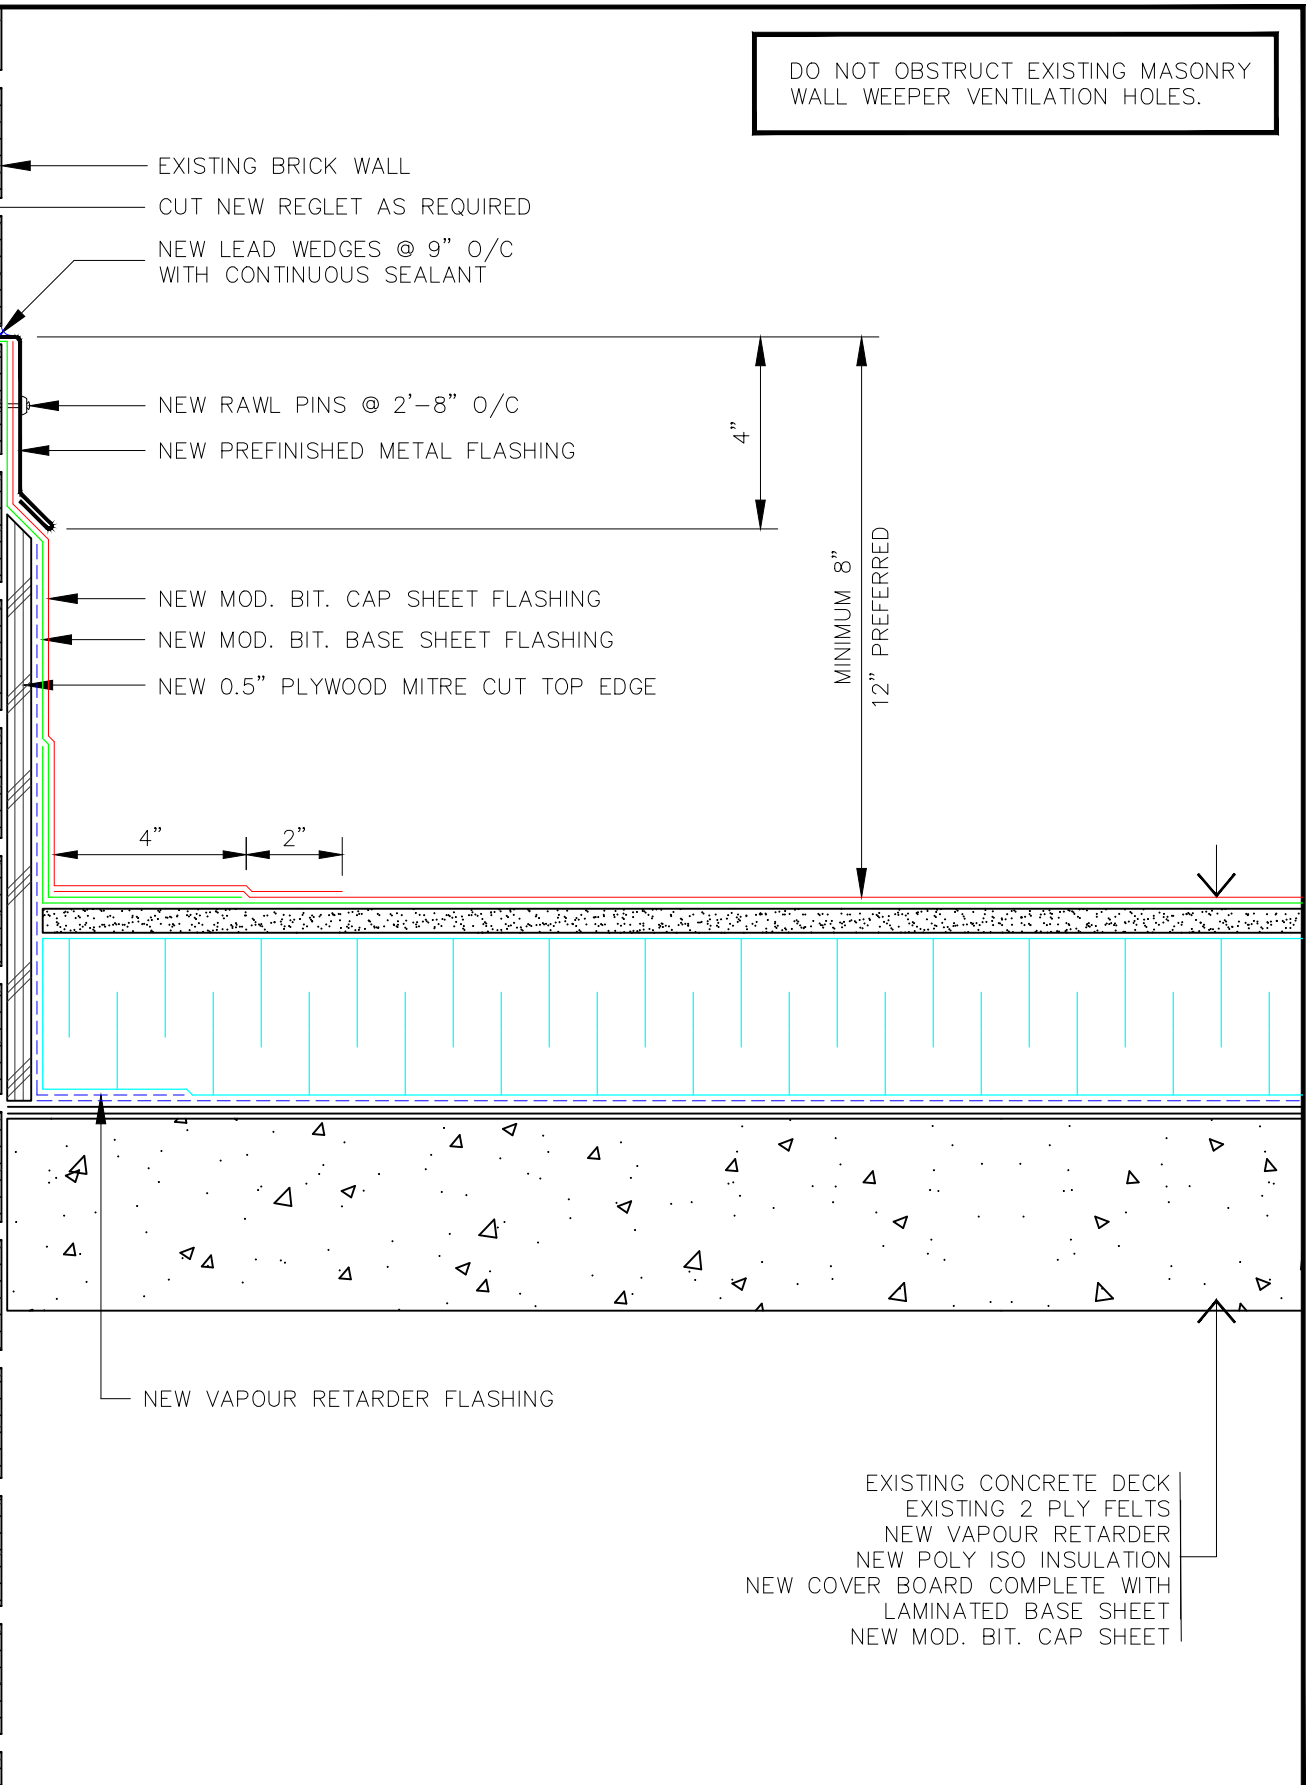 DO NOT OBSTRUCT EXISTING MASONRY
WALL WEEPER VENTILATION HOLES.
EXISTING BRICK WALL
CUT NEW REGLET AS REQUIRED
NEW LEAD WEDGES @ 9" O/C
WITH CONTINUOUS SEALANT
NEW RAWL PINS @ 2'-8" O/C
NEW PREFINISHED METAL FLASHING
4"
MINIMUM 8"
12" PREFERRED
NEW MOD. BIT. CAP SHEET FLASHING
NEW MOD. BIT. BASE SHEET FLASHING
NEW 0.5" PLYWOOD MITRE CUT TOP EDGE
4"
2"
NEW VAPOUR RETARDER FLASHING
EXISTING CONCRETE DECK
EXISTING 2 PLY FELTS
NEW VAPOUR RETARDER
NEW POLY ISO INSULATION
NEW COVER BOARD COMPLETE WITH
LAMINATED BASE SHEET
NEW MOD. BIT. CAP SHEET